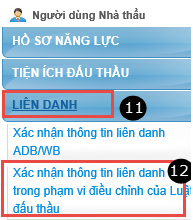 Người dùng Nhà thầu
HỒ SƠ NĂNG LỰC
TIỆN ÍCH ĐẤU THẦU
LIÊN DANH
11
Xác nhận thông tin liên danh
ADB/WB
12
Xác nhận thông tin liên danh
trong phạm vi điều chỉnh của Luật
đấu thầu